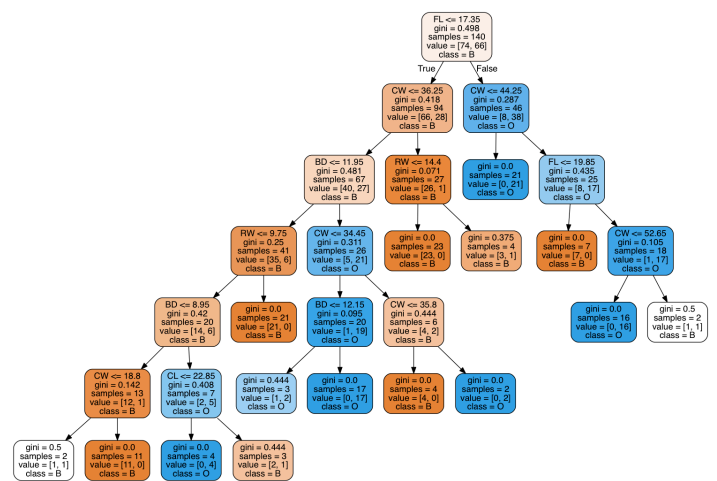 FL <= 17.35
gini = 0.498
samples = 140
value = [74, 66]
class = B
True
False
CW <= 36.25
gini = 0.418
samples = 94
value = [66, 28]
class = B
CW <= 44.25
gini = 0.287
samples = 46
value = [8, 38]
class = O
BD <= 11.95
gini = 0.481
samples = 67
value = [40, 27]
class = B
RW <= 14.4
gini = 0.071
samples = 27
value = [26, 1]
class = B
gini = 0.0
samples = 21
value = [0, 21]
class = O
FL <= 19.85
gini = 0.435
samples = 25
value = [8, 17]
class = O
RW <= 9.75
gini = 0.25
samples = 41
value = [35, 6]
class = B
CW <= 34.45
gini = 0.311
samples = 26
value = [5, 21]
class = O
gini = 0.0
samples = 23
value = [23, 0]
class = B
gini = 0.375
samples = 4
value = [3, 1]
class = B
gini = 0.0
samples = 7
value = [7, 0]
class = B
CW <= 52.65
gini = 0.105
samples = 18
value = [1, 17]
class = O
BD <= 8.95
gini = 0.42
samples = 20
value = [14, 6]
class = B
gini = 0.0
samples = 21
value = [21, 0]
class = B
BD <= 12.15
gini = 0.095
samples = 20
value = [1, 19]
class = O
CW <= 35.8
gini = 0.444
samples = 6
value = [4, 2]
class = B
gini = 0.0
samples = 16
value = [0, 16]
class = O
gini = 0.5
samples = 2
value = [1, 1]
class = B
CW <= 18.8
gini = 0.142
samples = 13
value = [12, 1]
class = B
CL <= 22.85
gini = 0.408
samples = 7
value = [2, 5]
class = O
gini = 0.444
samples = 3
value = [1, 2]
class = O
gini = 0.0
samples = 17
value = [0, 17]
class = O
gini = 0.0
samples = 4
value = [4, 0]
class = B
gini = 0.0
samples = 2
value = [0, 2]
class = O
gini = 0.5
samples = 2
value = [1, 1]
class = B
gini = 0.0
samples = 11
value = [11, 0]
class = B
gini = 0.0
samples = 4
value = [0, 4]
class = O
gini = 0.444
samples = 3
value = [2, 1]
class = B